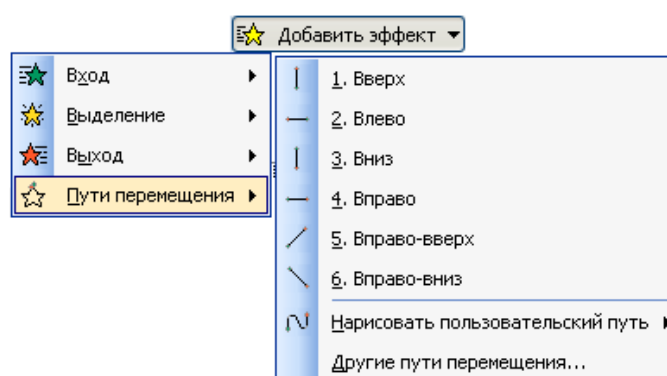 Добавить эффект
Вход
Выделение
Выход
Пути перемещения
1. Вверх
2. Влево
3. Вниз
4. Вправо
5. Вправо-вверх
6. Вправо-вниз
Нарисовать пользовательский путь
Другие пути перемещения...